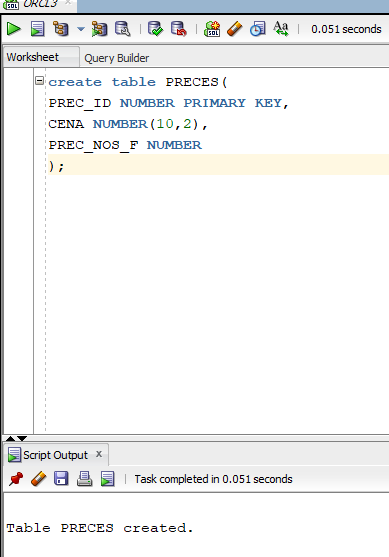 ORCL3
SQL
0.051 seconds
Worksheet Query Builder
create table PRECES(
PREC_ID NUMBER PRIMARY KEY,
CENA NUMBER(10,2),
PREC_NOS_F NUMBER
);
Script Output x
Task completed in 0.051 seconds
Table PRECES created.